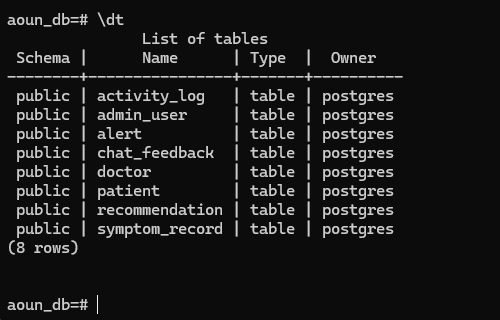 aoun_db=# \dt
               List of tables
 Schema |      Name      | Type  |  Owner
--------+----------------+-------+----------
 public | activity_log   | table | postgres
 public | admin_user     | table | postgres
 public | alert          | table | postgres
 public | chat_feedback  | table | postgres
 public | doctor         | table | postgres
 public | patient        | table | postgres
 public | recommendation | table | postgres
 public | symptom_record | table | postgres
(8 rows)
aoun_db=#